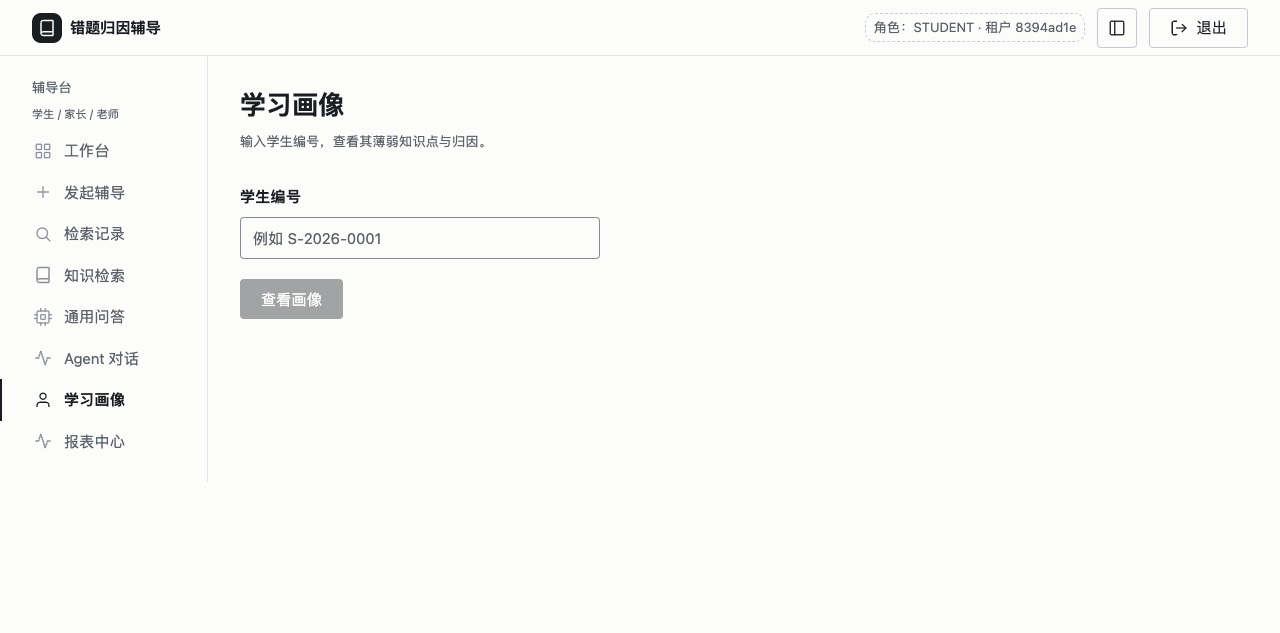 错题归因辅导
角色：STUDENT · 租户 8394ad1e
退出
辅导台
学生 / 家长 / 老师
工作台
发起辅导
检索记录
知识检索
通用问答
Agent 对话
学习画像
报表中心
学习画像
输入学生编号，查看其薄弱知识点与归因。
学生编号
例如 S-2026-0001
查看画像